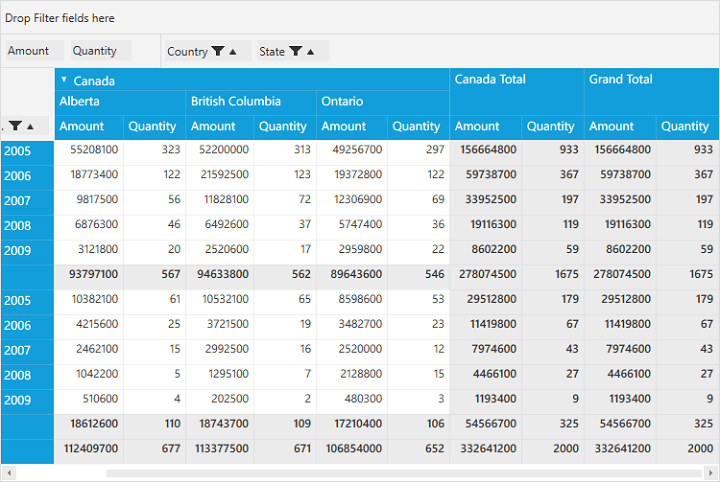 Drop Filter fields here
Amount Quantity Country State
Canada Canada Total Grand Total
Alberta British Columbia Ontario
. Amount Quantity Amount Quantity Amount Quantity Amount Quantity Amount Quantity
2005 55208100 323 52200000 313 49256700 297 156664800 933 156664800 933
2006 18773400 122 21592500 123 19372800 122 59738700 367 59738700 367
2007 9817500 56 11828100 72 12306900 69 33952500 197 33952500 197
2008 6876300 46 6492600 37 5747400 36 19116300 119 19116300 119
2009 3121800 20 2520600 17 2959800 22 8602200 59 8602200 59
93797100 567 94633800 562 89643600 546 278074500 1675 278074500 1675
2005 10382100 61 10532100 65 8598600 53 29512800 179 29512800 179
2006 4215600 25 3721500 19 3482700 23 11419800 67 11419800 67
2007 2462100 15 2992500 16 2520000 12 7974600 43 7974600 43
2008 1042200 5 1295100 7 2128800 15 4466100 27 4466100 27
2009 510600 4 202500 2 480300 3 1193400 9 1193400 9
18612600 110 18743700 109 17210400 106 54566700 325 54566700 325
112409700 677 113377500 671 106854000 652 332641200 2000 332641200 2000